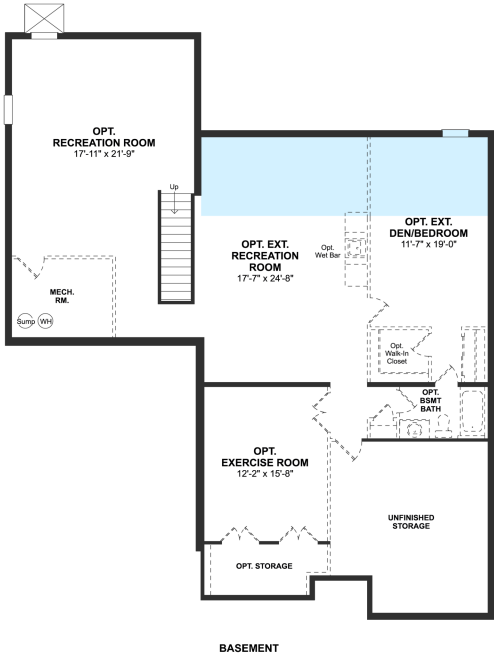 OPT.
RECREATION ROOM
17'-11" x 21'-9"
Up
OPT. EXT.
DEN/BEDROOM
11'-7" x 19'-0"
OPT. EXT.
RECREATION
ROOM
17'-7" x 24'-8"
Opt.
Wet Bar
MECH.
RM.
Sump
WH
Opt.
Walk-In
Closet
OPT.
BSMT
BATH
OPT.
EXERCISE ROOM
12'-2" x 15'-8"
UNFINISHED
STORAGE
OPT. STORAGE
BASEMENT